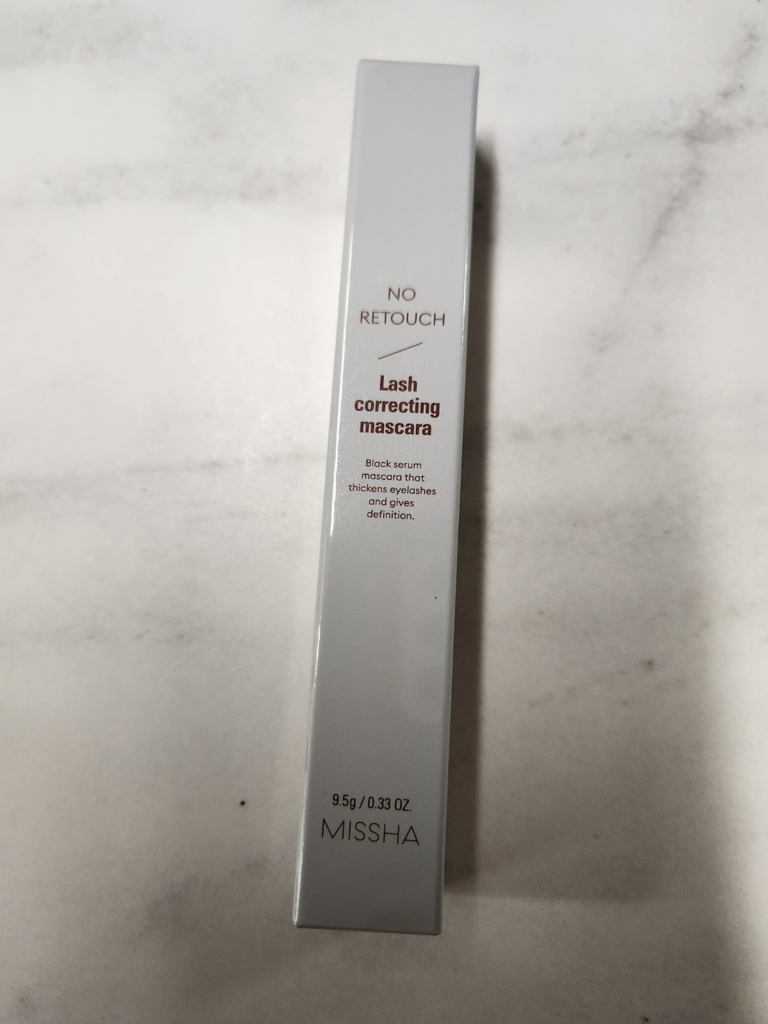 NO
RETOUCH
Lash
correcting
mascara
Black serum
mascara that
thickens eyelashes
and gives
definition.
9.5g / 0.33 OZ.
MISSHA